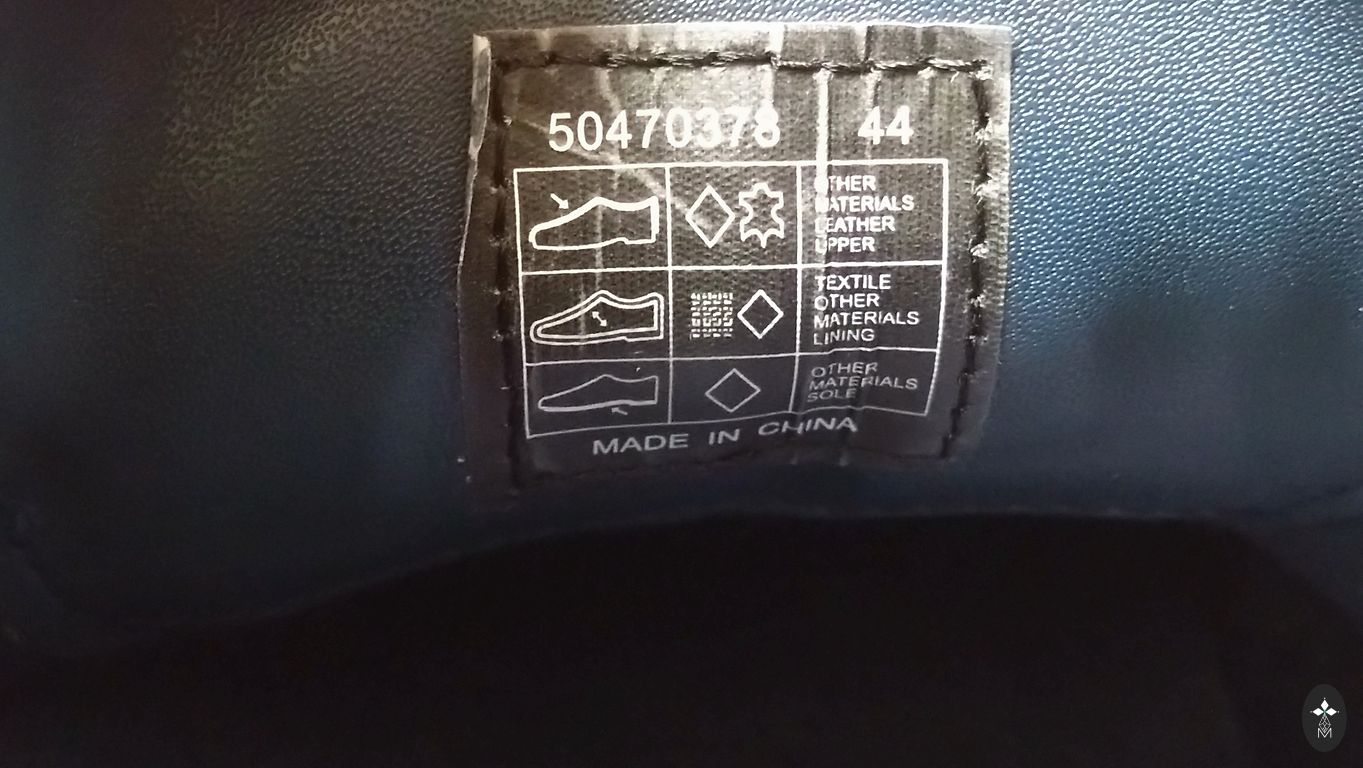 50470378 44
OTHER
MATERIALS
LEATHER
UPPER
TEXTILE
OTHER
MATERIALS
LINING
OTHER
MATERIALS
SOLE
MADE IN CHINA
M